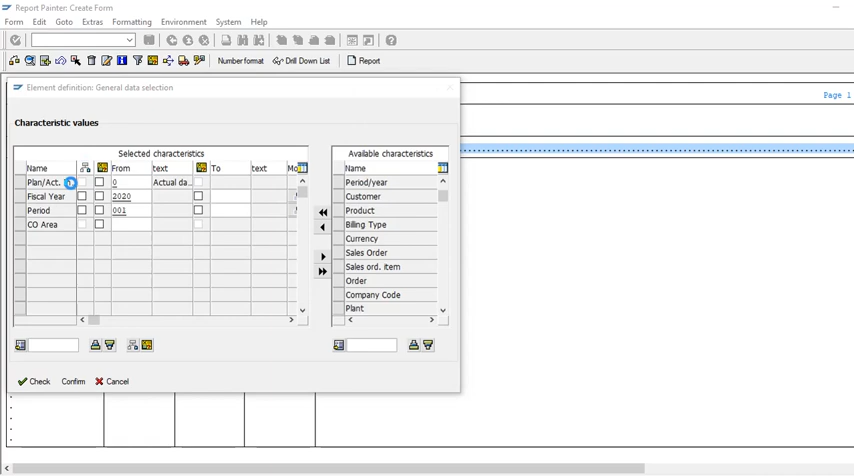 Report Painter: Create Form
Form Edit Goto Extras Formatting Environment System Help
Number format Drill Down List Report
Element definition: General data selection
Page 1
Characteristic values
Selected characteristics
Name From text To text Mo
Plan/Act. 0 Actual da..
Fiscal Year 2020
Period 001
CO Area
Available characteristics
Name
Period/year
Customer
Product
Billing Type
Currency
Sales Order
Sales ord. item
Order
Company Code
Plant
Check Confirm Cancel